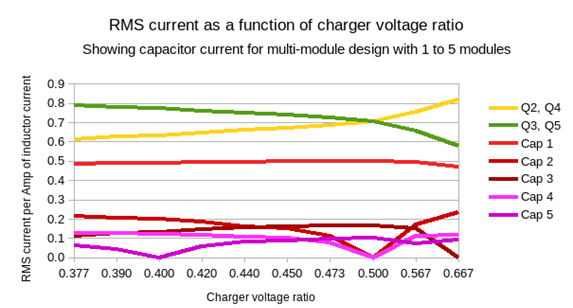 RMS current as a function of charger voltage ratio
Showing capacitor current for multi-module design with 1 to 5 modules
RMS current per Amp of inductor current
0.9
0.8
0.7
0.6
0.5
0.4
0.3
0.2
0.1
0.0
0.377 0.390 0.400 0.420 0.440 0.450 0.473 0.500 0.567 0.667
Charger voltage ratio
Q2, Q4
Q3, Q5
Cap 1
Cap 2
Cap 3
Cap 4
Cap 5